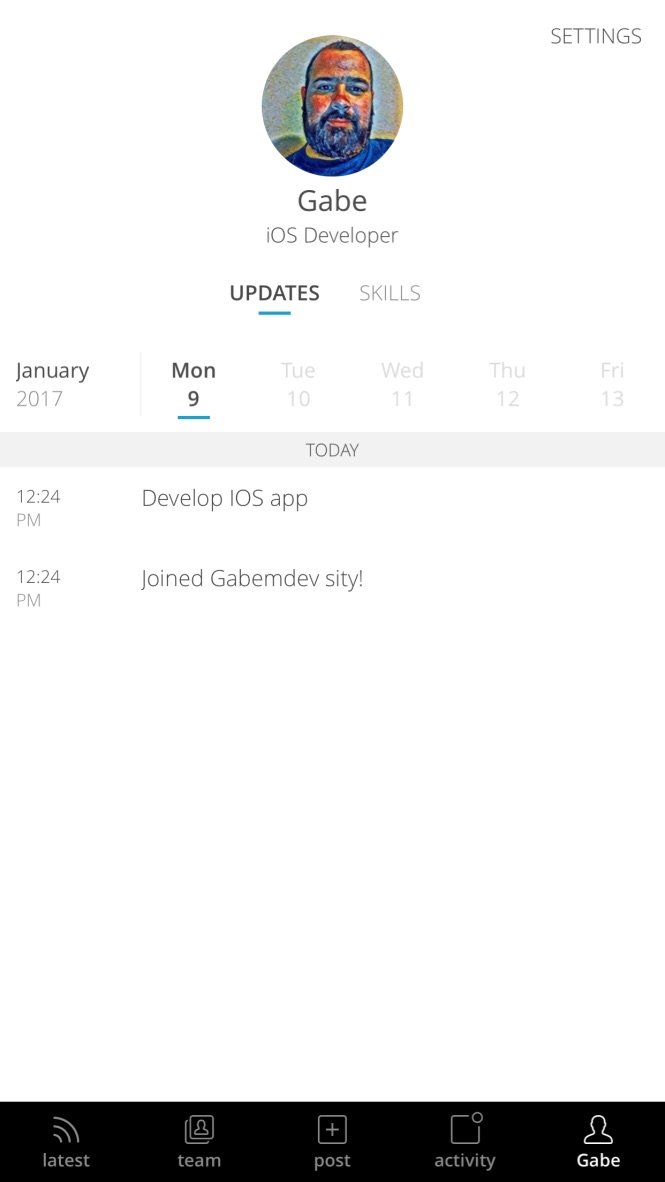 SETTINGS
Gabe
iOS Developer
UPDATES SKILLS
January Mon Tue Wed Thu Fri
2017 9 10 11 12 13
TODAY
12:24 Develop IOS app
PM
12:24 Joined Gabemdev sity!
PM
latest team post activity Gabe